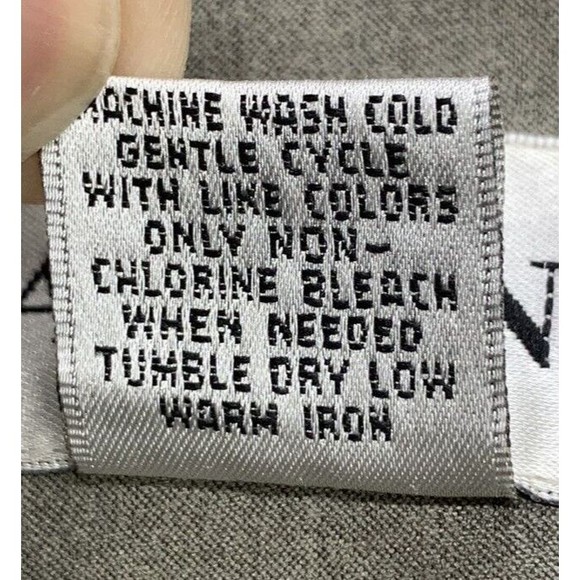 MACHINE WASH COLD
GENTLE CYCLE
WITH LIKE COLORS
ONLY NON-
CHLORINE BLEACH
WHEN NEEDED
TUMBLE DRY LOW
WARM IRON
N